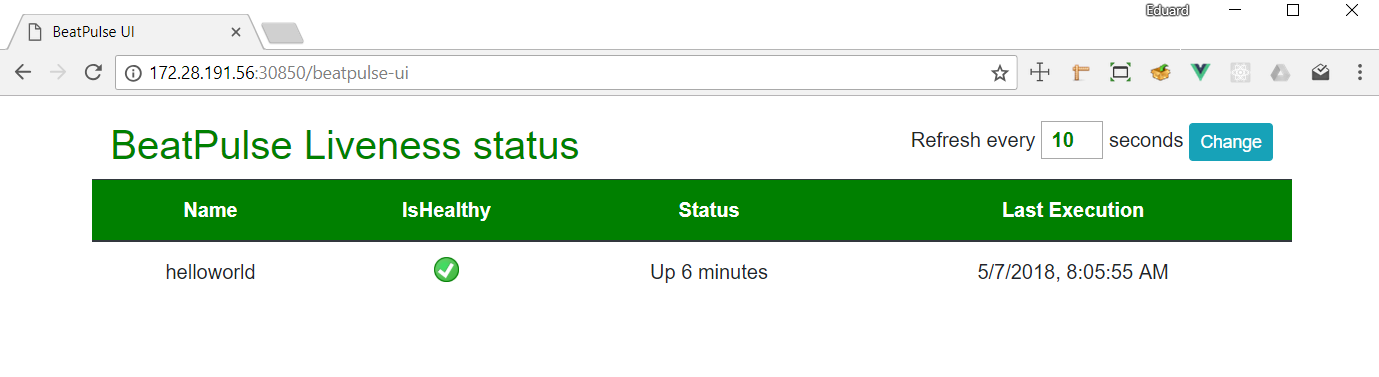 Eduard
BeatPulse UI
172.28.191.56:30850/beatpulse-ui
BeatPulse Liveness status
Refresh every 10 seconds Change
Name IsHealthy Status Last Execution
helloworld Up 6 minutes 5/7/2018, 8:05:55 AM